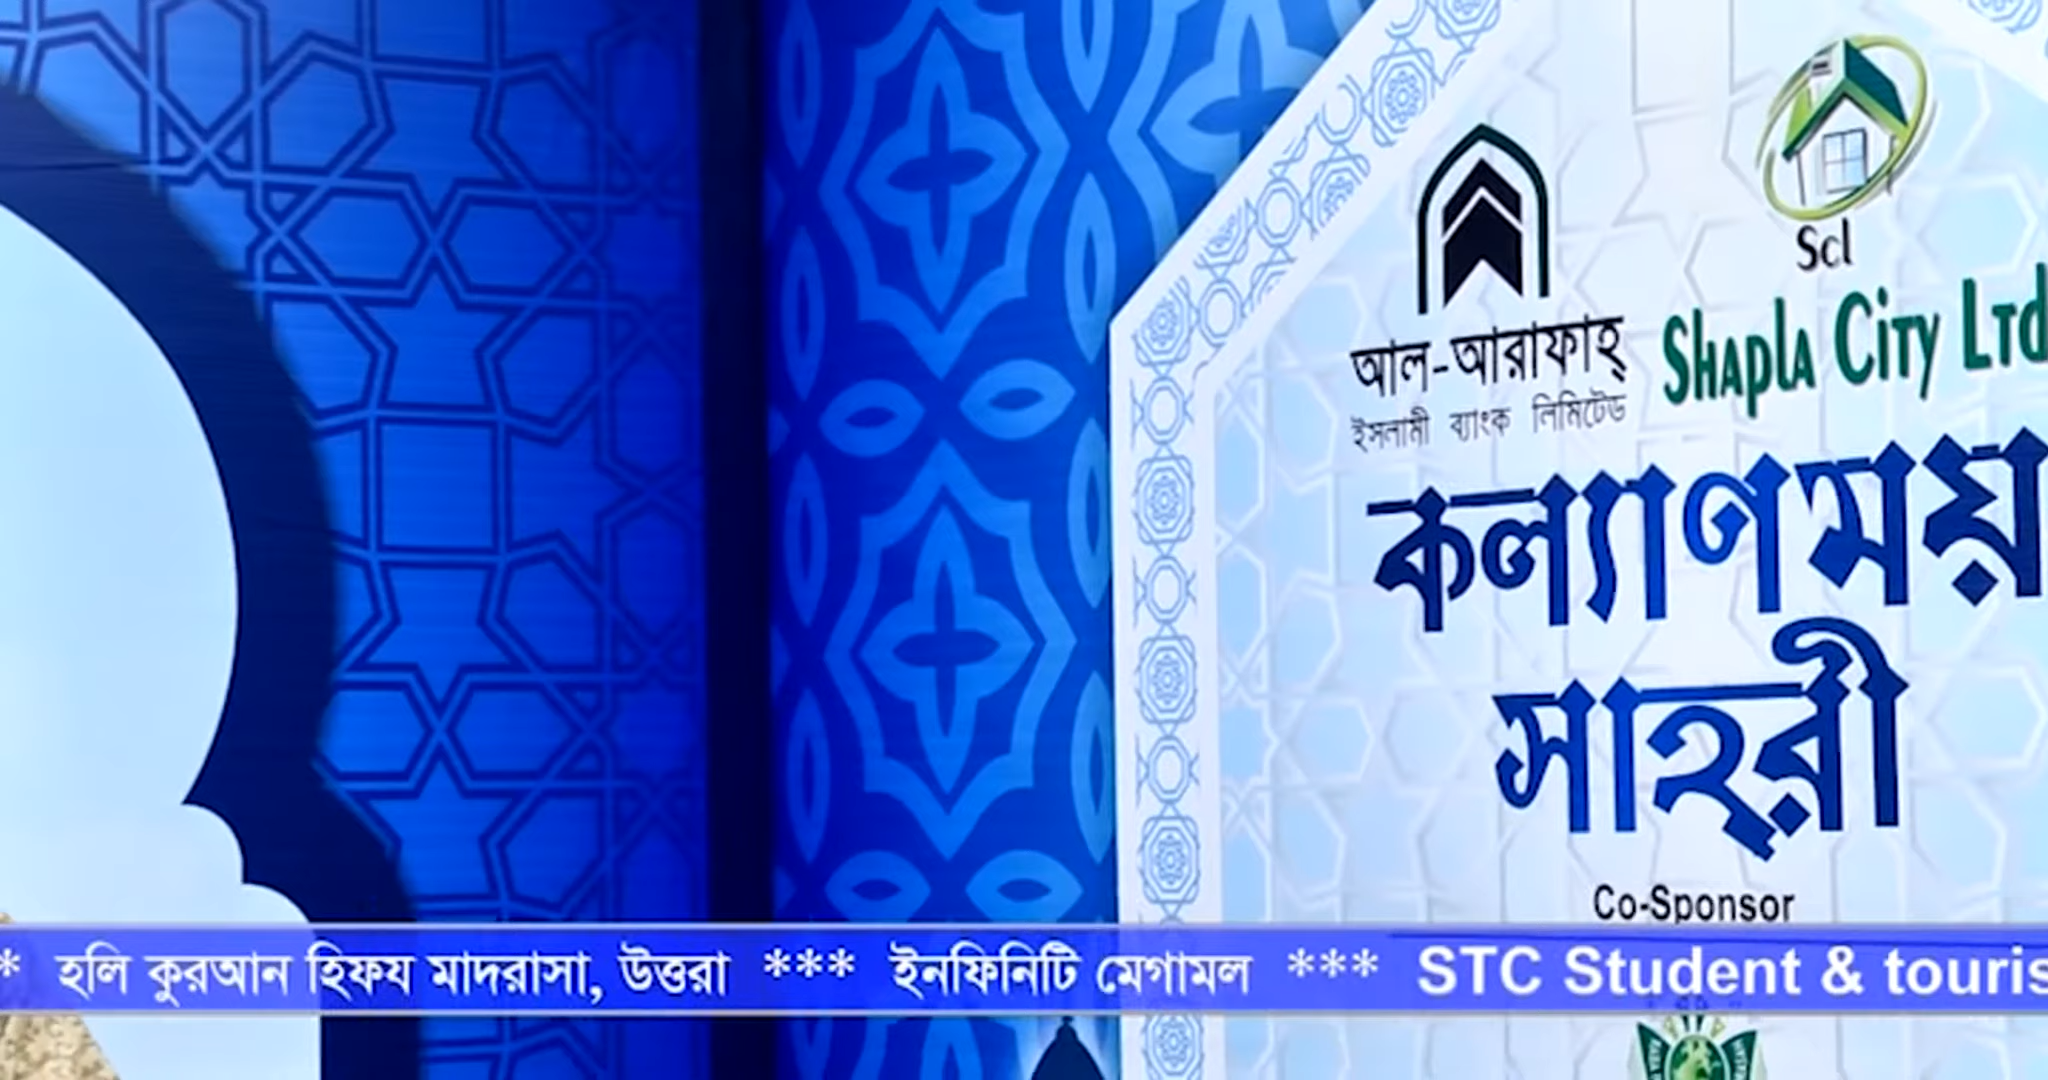 Scl
আল-আরাফাহ্
ইসলামী ব্যাংক লিমিটেড
Shapla City Ltd
কল্যাণময়
সাহ্‌রী
Co-Sponsor
* হলি কুরআন হিফয মাদরাসা, উত্তরা *** ইনফিনিটি মেগামল *** STC Student & touris